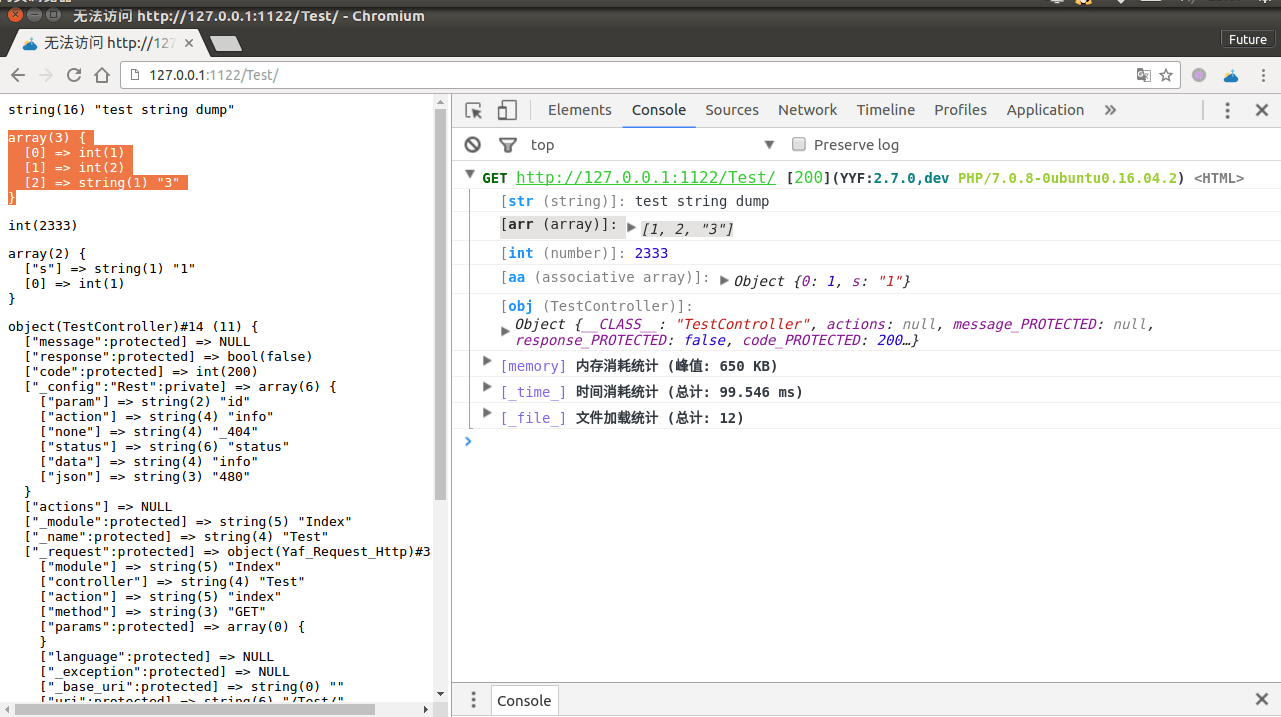 无法访问 http://127.0.0.1:1122/Test/ - Chromium
无法访问 http://127
Future
127.0.0.1:1122/Test/
string(16) "test string dump"
array(3) {
[0] => int(1)
[1] => int(2)
[2] => string(1) "3"
}
int(2333)
array(2) {
["s"] => string(1) "1"
[0] => int(1)
}
object(TestController)#14 (11) {
["message":protected] => NULL
["response":protected] => bool(false)
["code":protected] => int(200)
["_config":"Rest":private] => array(6) {
["param"] => string(2) "id"
["action"] => string(4) "info"
["none"] => string(4) "_404"
["status"] => string(6) "status"
["data"] => string(4) "info"
["json"] => string(3) "480"
}
["actions"] => NULL
["_module":protected] => string(5) "Index"
["_name":protected] => string(4) "Test"
["_request":protected] => object(Yaf_Request_Http)#3
["module"] => string(5) "Index"
["controller"] => string(4) "Test"
["action"] => string(5) "index"
["method"] => string(3) "GET"
["params":protected] => array(0) {
}
["language":protected] => NULL
["_exception":protected] => NULL
["_base_uri":protected] => string(0) ""
["uri":protected] => string(6) "/Test/"
Elements Console Sources Network Timeline Profiles Application »
top Preserve log
GET http://127.0.0.1:1122/Test/ [200](YYF:2.7.0,dev PHP/7.0.8-0ubuntu0.16.04.2) <HTML>
[str (string)]: test string dump
[arr (array)]: [1, 2, "3"]
[int (number)]: 2333
[aa (associative array)]: Object {0: 1, s: "1"}
[obj (TestController)]:
Object {__CLASS__: "TestController", actions: null, message_PROTECTED: null,
response_PROTECTED: false, code_PROTECTED: 200…}
[memory] 内存消耗统计 (峰值: 650 KB)
[_time_] 时间消耗统计 (总计: 99.546 ms)
[_file_] 文件加载统计 (总计: 12)
Console